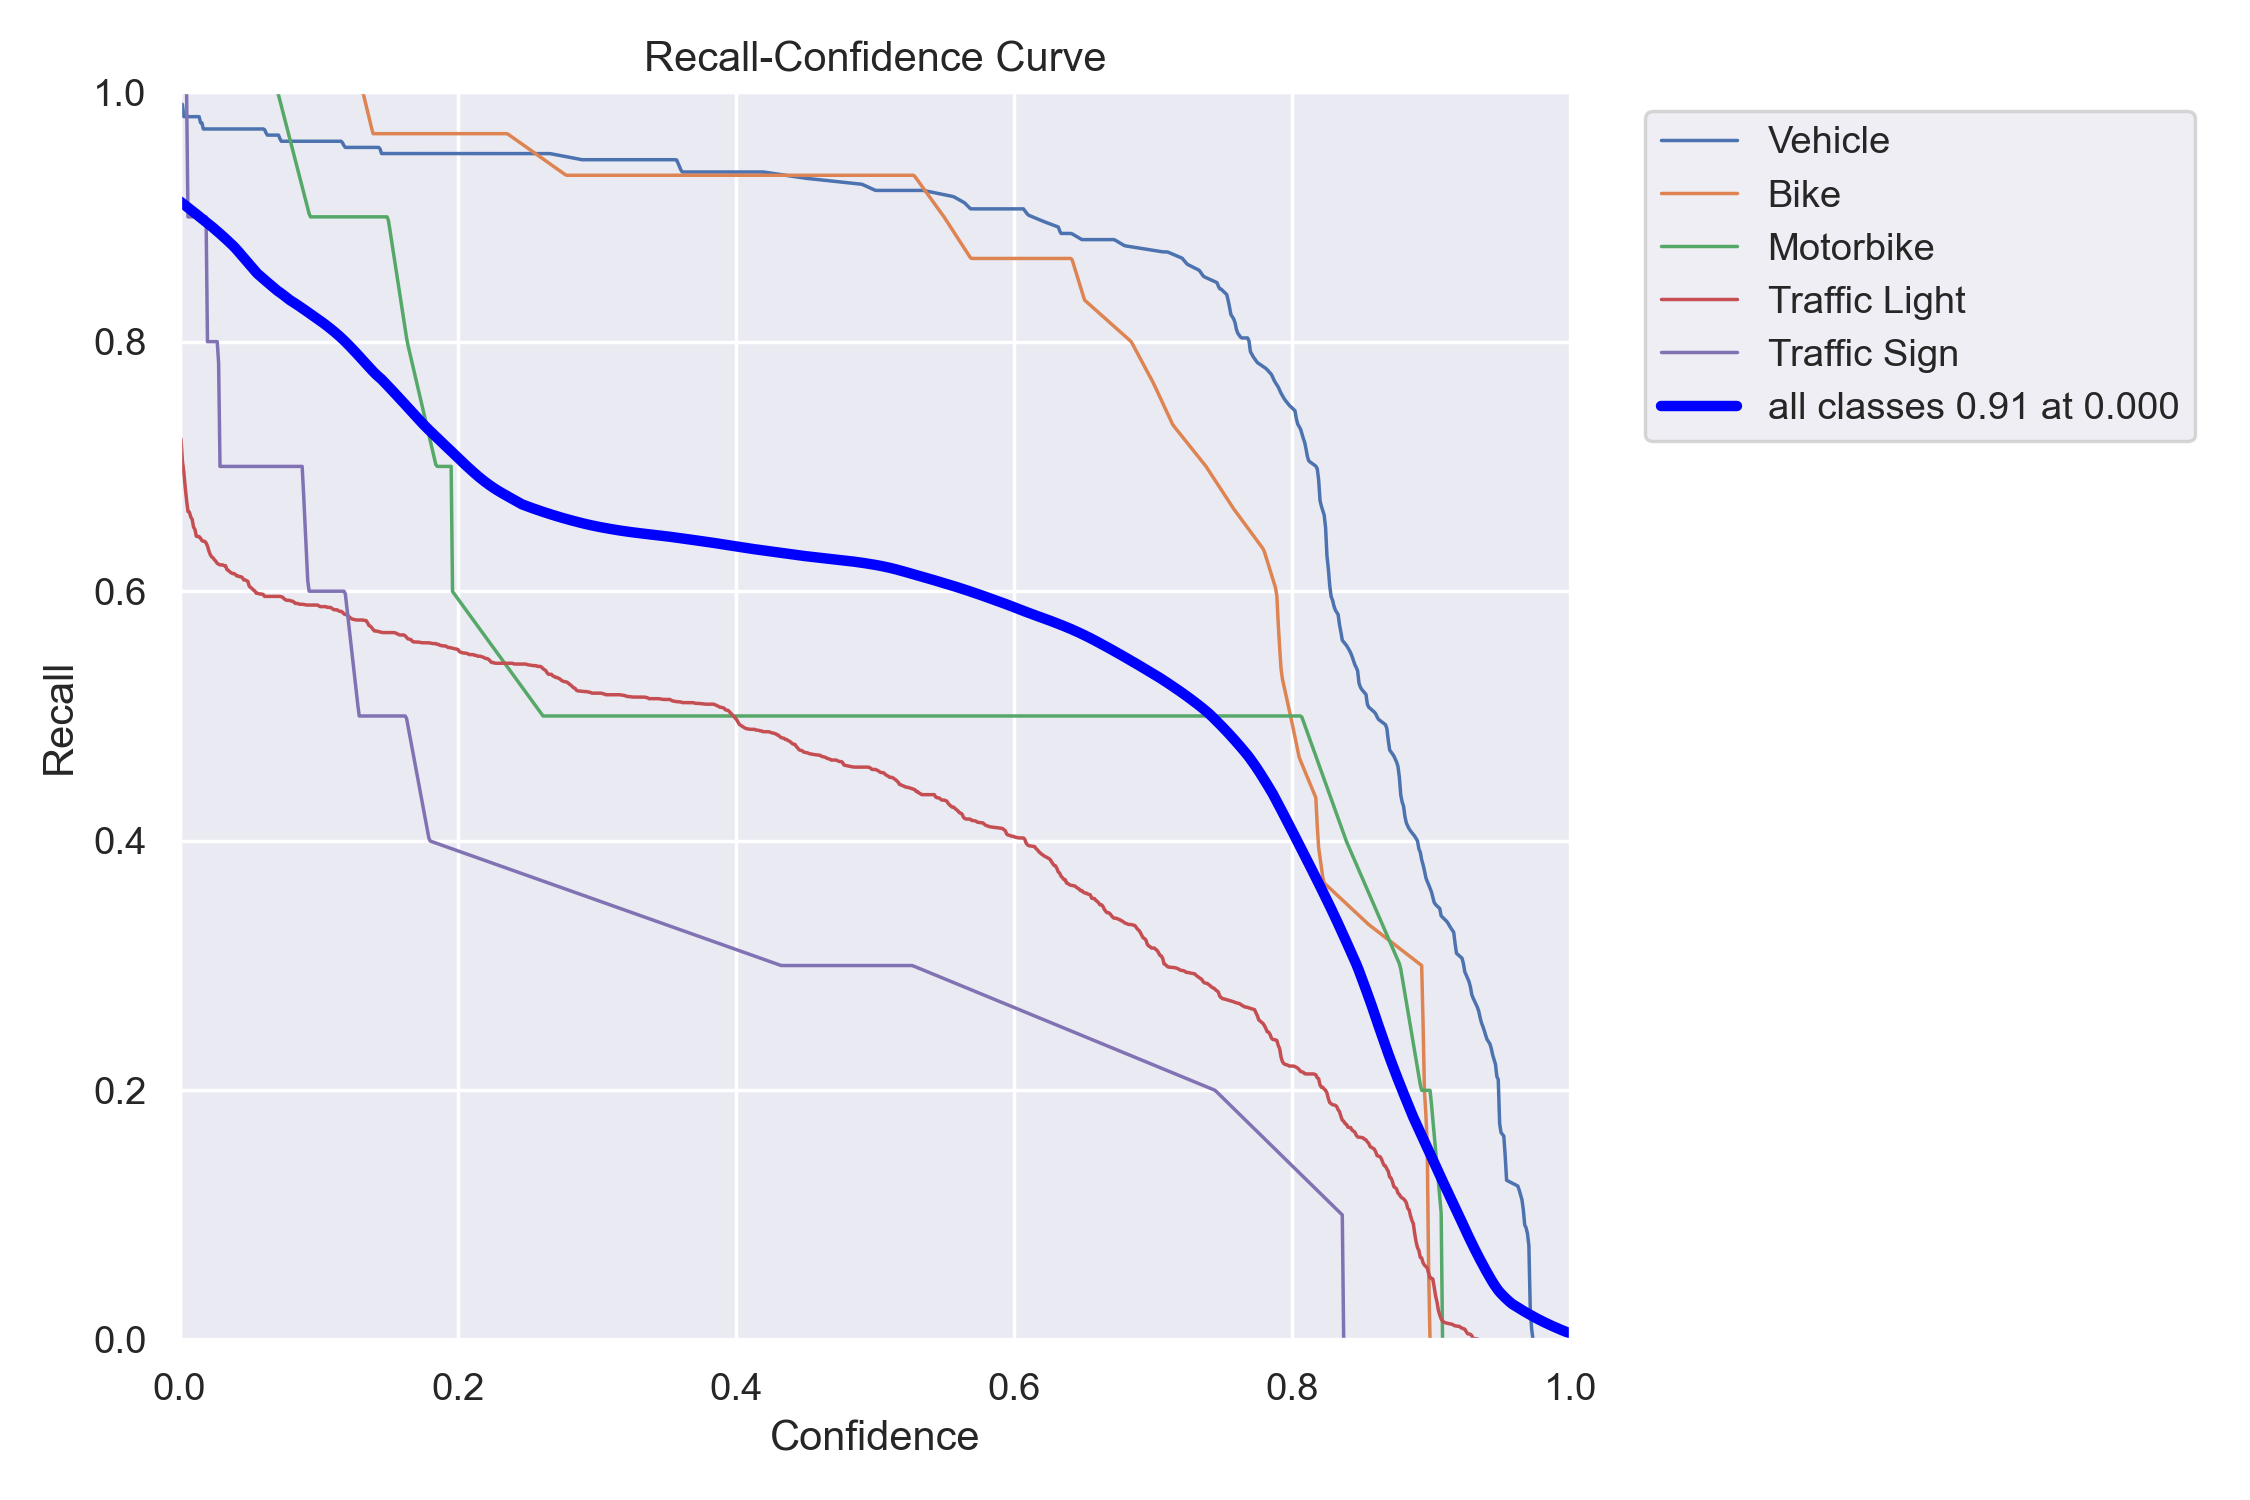 Recall-Confidence Curve
1.0
0.8
0.6
0.4
0.2
0.0
Recall
0.0 0.2 0.4 0.6 0.8 1.0
Confidence
Vehicle
Bike
Motorbike
Traffic Light
Traffic Sign
all classes 0.91 at 0.000